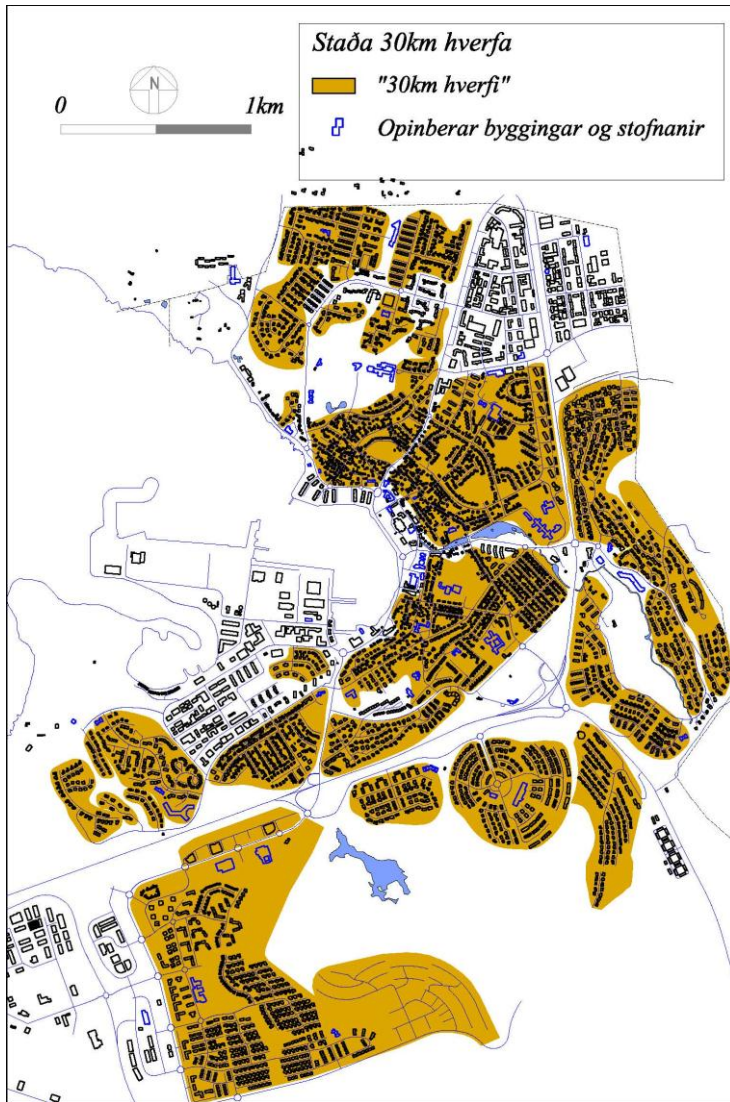 Staða 30km hverfa
"30km hverfi"
Opinberar byggingar og stofnanir
N
0 1km